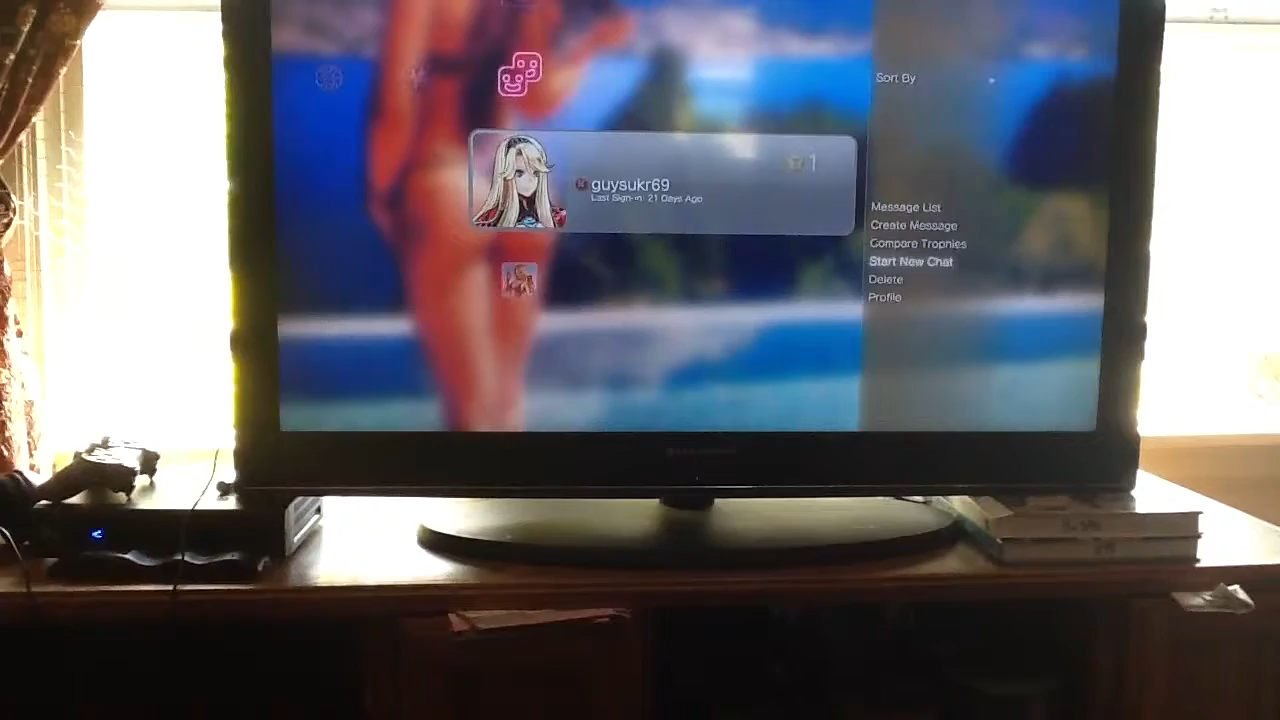 Sort By
1
guysukr69
Last Sign-in: 21 Days Ago
Message List
Create Message
Compare Trophies
Start New Chat
Delete
Profile